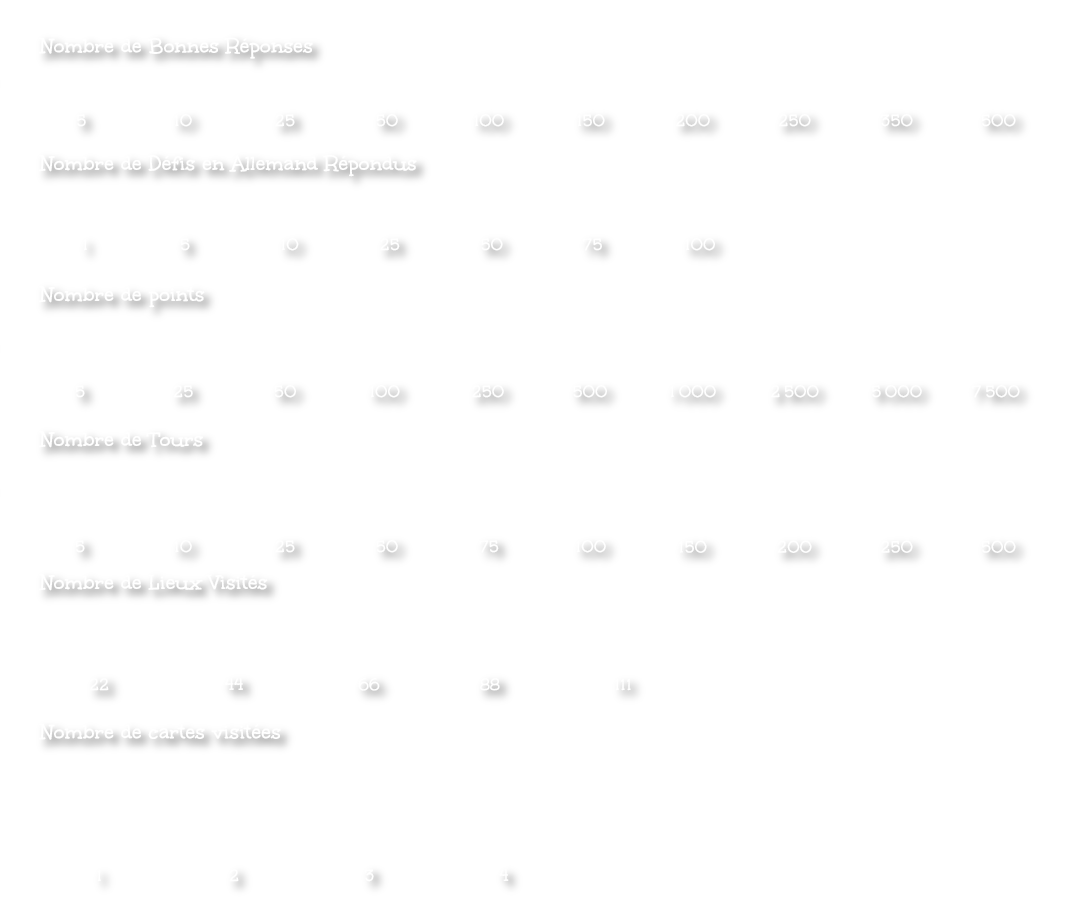 Nombre de Bonnes Réponses
5 10 25 50 100 150 200 250 350 500
Nombre de Défis en Allemand Répondus
1 5 10 25 50 75 100
Nombre de points
5 25 50 100 250 500 1'000 2'500 5'000 7'500
Nombre de Tours
5 10 25 50 75 100 150 200 250 500
Nombre de Lieux Visités
22 44 66 88 111
Nombre de cartes visitées
1 2 3 4